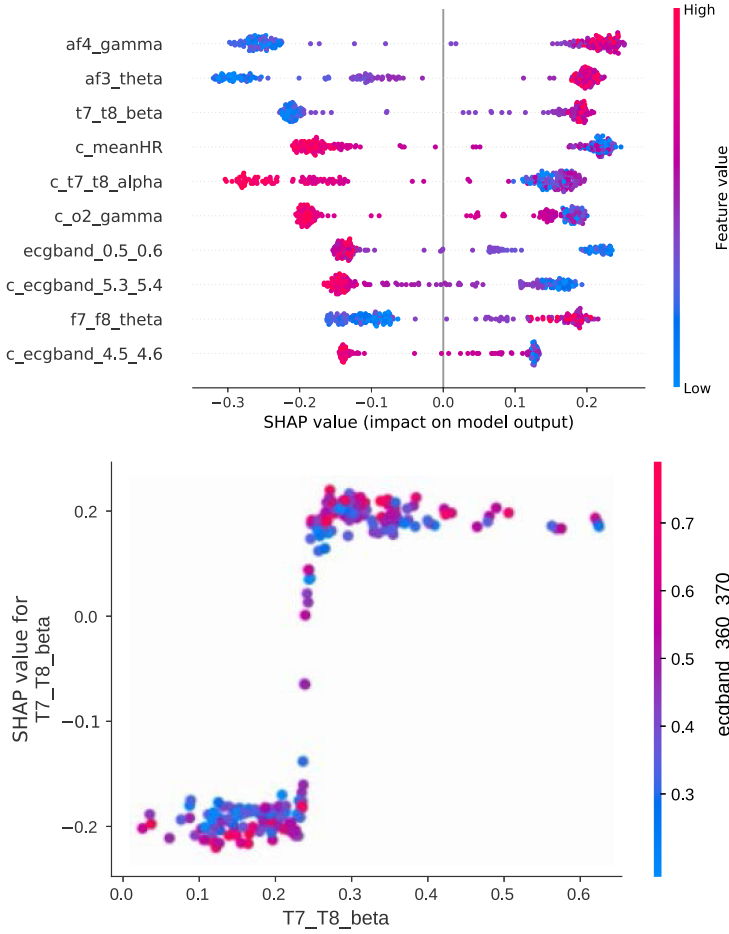 High
af4_gamma
af3_theta
t7_t8_beta
c_meanHR
c_t7_t8_alpha
c_o2_gamma
ecgband_0.5_0.6
c_ecgband_5.3_5.4
f7_f8_theta
c_ecgband_4.5_4.6
Feature value
Low
−0.3 −0.2 −0.1 0.0 0.1 0.2
SHAP value (impact on model output)
SHAP value for
T7_T8_beta
0.2
0.0
−0.1
−0.2
0.0 0.1 0.2 0.3 0.4 0.5 0.6
T7_T8_beta
0.7
0.6
0.5
0.4
0.3
ecgband 360 370